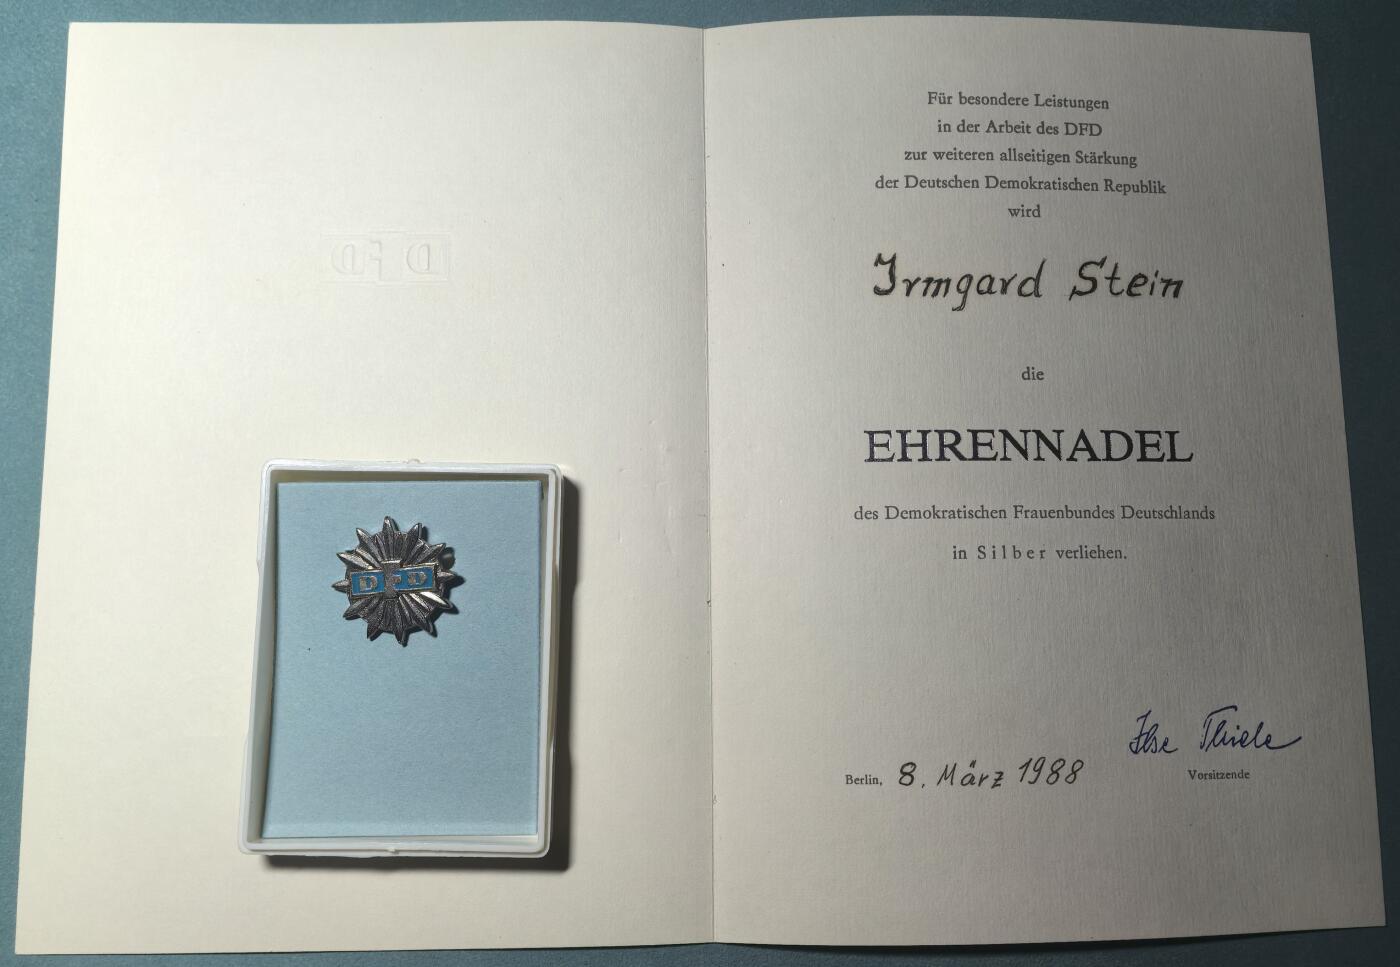 DFD
DFD
Für besondere Leistungen
in der Arbeit des DFD
zur weiteren allseitigen Stärkung
der Deutschen Demokratischen Republik
wird
Irmgard Stein
die
EHRENNADEL
des Demokratischen Frauenbundes Deutschlands
in Silber verliehen.
Ilse Thiele
Berlin, 8. März 1988 Vorsitzende